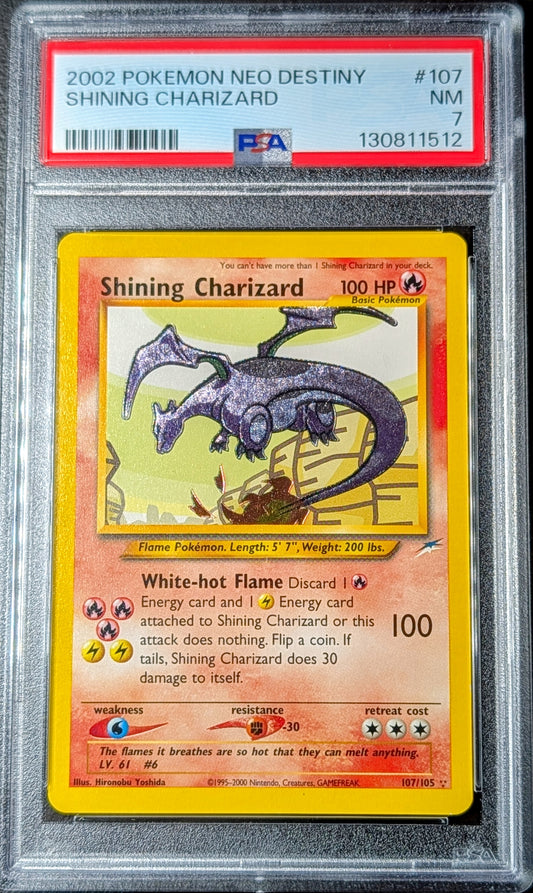 2002 POKEMON NEO DESTINY #107
SHINING CHARIZARD NM
7
PSA 130811512
You can't have more than 1 Shining Charizard in your deck.
Shining Charizard 100 HP
Basic Pokémon
Flame Pokémon. Length: 5' 7", Weight: 200 lbs.
White-hot Flame Discard 1
Energy card and 1 Energy card
attached to Shining Charizard or this
attack does nothing. Flip a coin. If
tails, Shining Charizard does 30
damage to itself.
100
weakness resistance retreat cost
-30
The flames it breathes are so hot that they can melt anything.
LV. 61 #6
Illus. Hironobu Yoshida ©1995-2000 Nintendo, Creatures, GAMEFREAK. 107/105